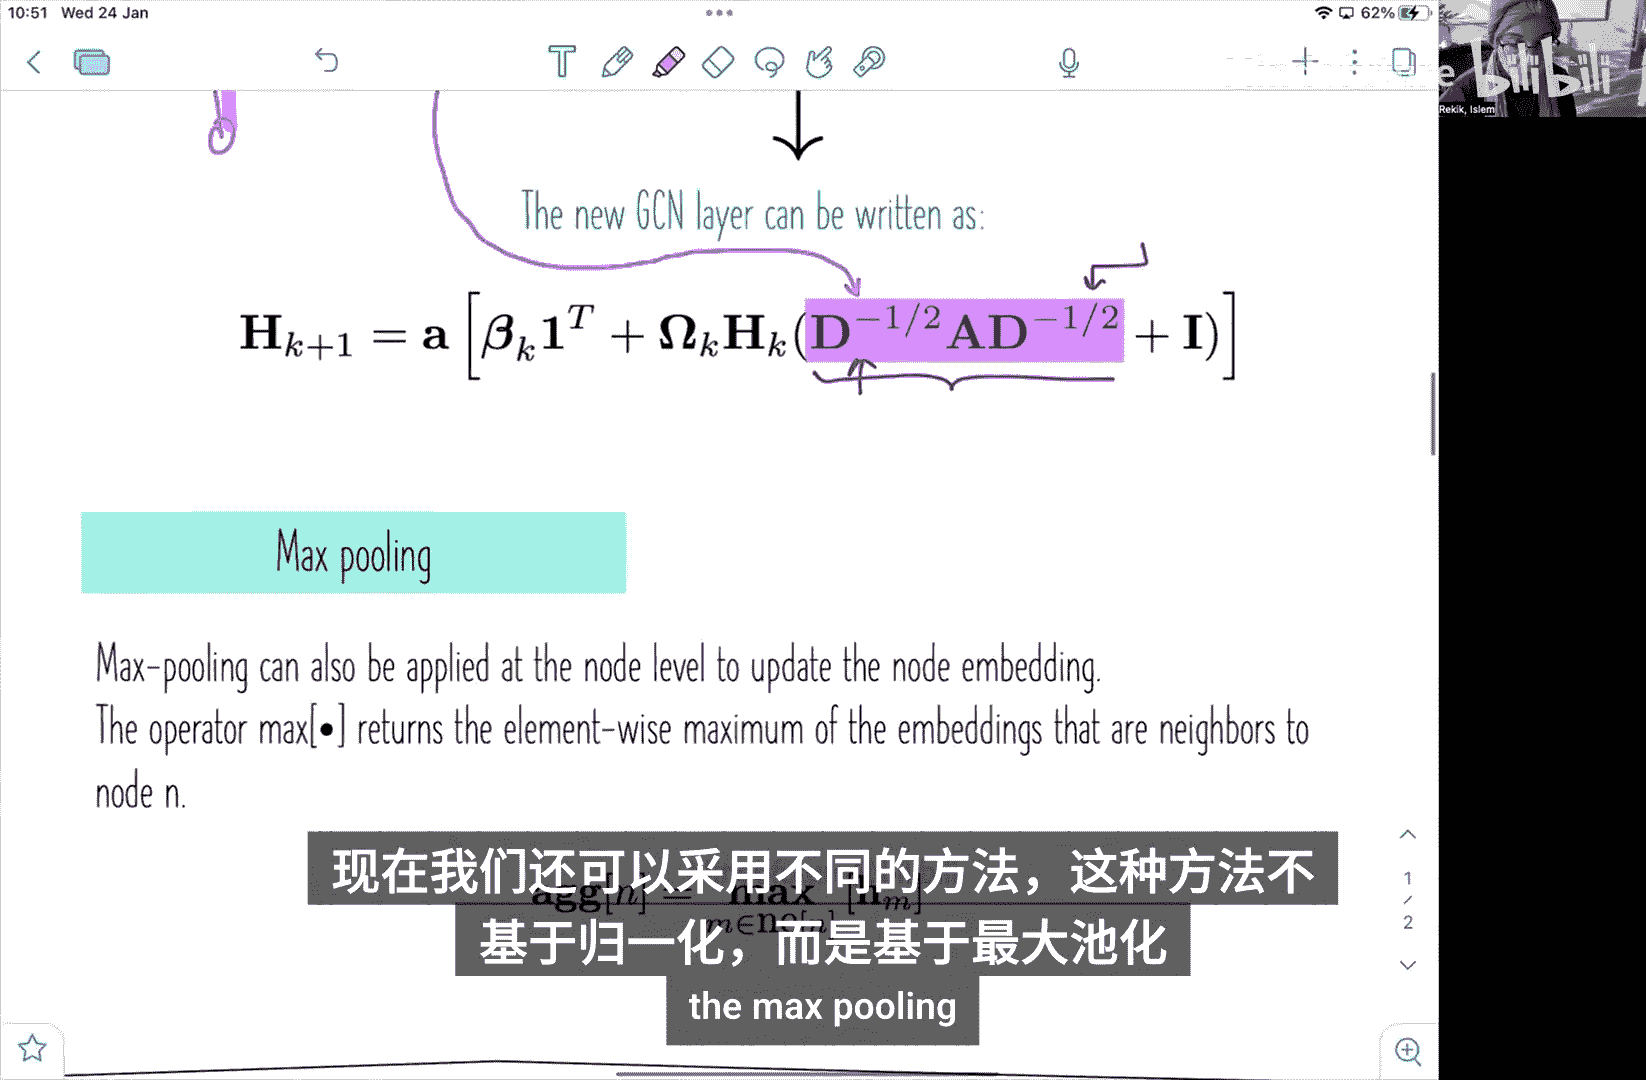 10:51 Wed 24 Jan
62%
bilibili
Rekik, Islem
The new GCN layer can be written as:
H_{k+1} = a [β_k 1^T + Ω_k H_k (D^{-1/2} A D^{-1/2} + I)]
Max pooling
Max-pooling can also be applied at the node level to update the node embedding.
The operator max[•] returns the element-wise maximum of the embeddings that are neighbors to
node n.
agg[n] = max_{m∈ne[n]} [h_m]
现在我们还可以采用不同的方法，这种方法不
基于归一化，而是基于最大池化
the max pooling
1
/
2